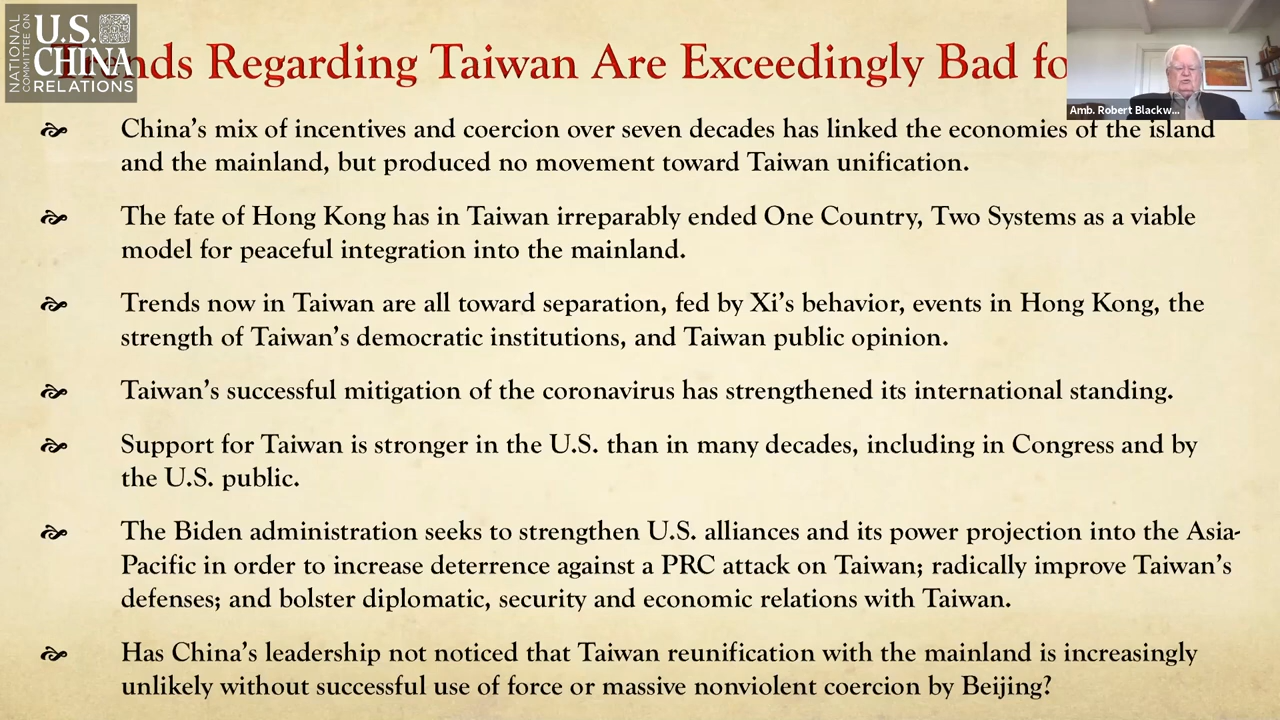 NATIONAL
COMMITTEE ON
U.S.
CHINA
RELATIONS
nds Regarding Taiwan Are Exceedingly Bad fo
Amb. Robert Blackw...
China's mix of incentives and coercion over seven decades has linked the economies of the island
and the mainland, but produced no movement toward Taiwan unification.
The fate of Hong Kong has in Taiwan irreparably ended One Country, Two Systems as a viable
model for peaceful integration into the mainland.
Trends now in Taiwan are all toward separation, fed by Xi's behavior, events in Hong Kong, the
strength of Taiwan's democratic institutions, and Taiwan public opinion.
Taiwan's successful mitigation of the coronavirus has strengthened its international standing.
Support for Taiwan is stronger in the U.S. than in many decades, including in Congress and by
the U.S. public.
The Biden administration seeks to strengthen U.S. alliances and its power projection into the Asia-
Pacific in order to increase deterrence against a PRC attack on Taiwan; radically improve Taiwan's
defenses; and bolster diplomatic, security and economic relations with Taiwan.
Has China's leadership not noticed that Taiwan reunification with the mainland is increasingly
unlikely without successful use of force or massive nonviolent coercion by Beijing?